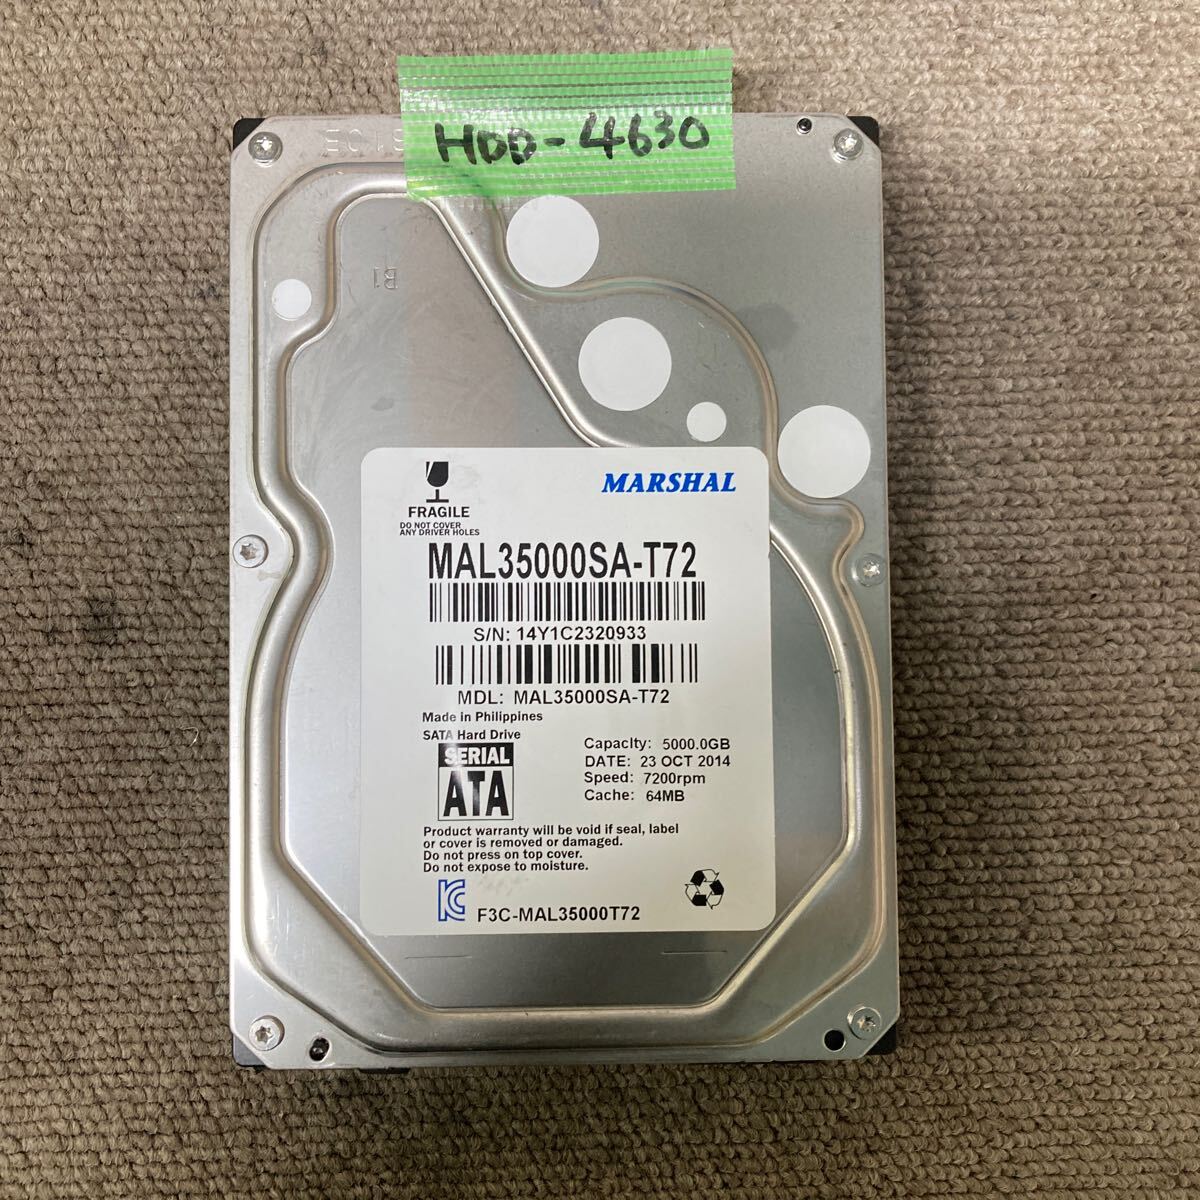 HDD-4630
B1
FRAGILE
DO NOT COVER
ANY DRIVER HOLES
MARSHAL
MAL35000SA-T72
S/N: 14Y1C2320933
MDL: MAL35000SA-T72
Made in Philippines
SATA Hard Drive
SERIAL
ATA
Capacity: 5000.0GB
DATE: 23 OCT 2014
Speed: 7200rpm
Cache: 64MB
Product warranty will be void if seal, label
or cover is removed or damaged.
Do not press on top cover.
Do not expose to moisture.
F3C-MAL35000T72